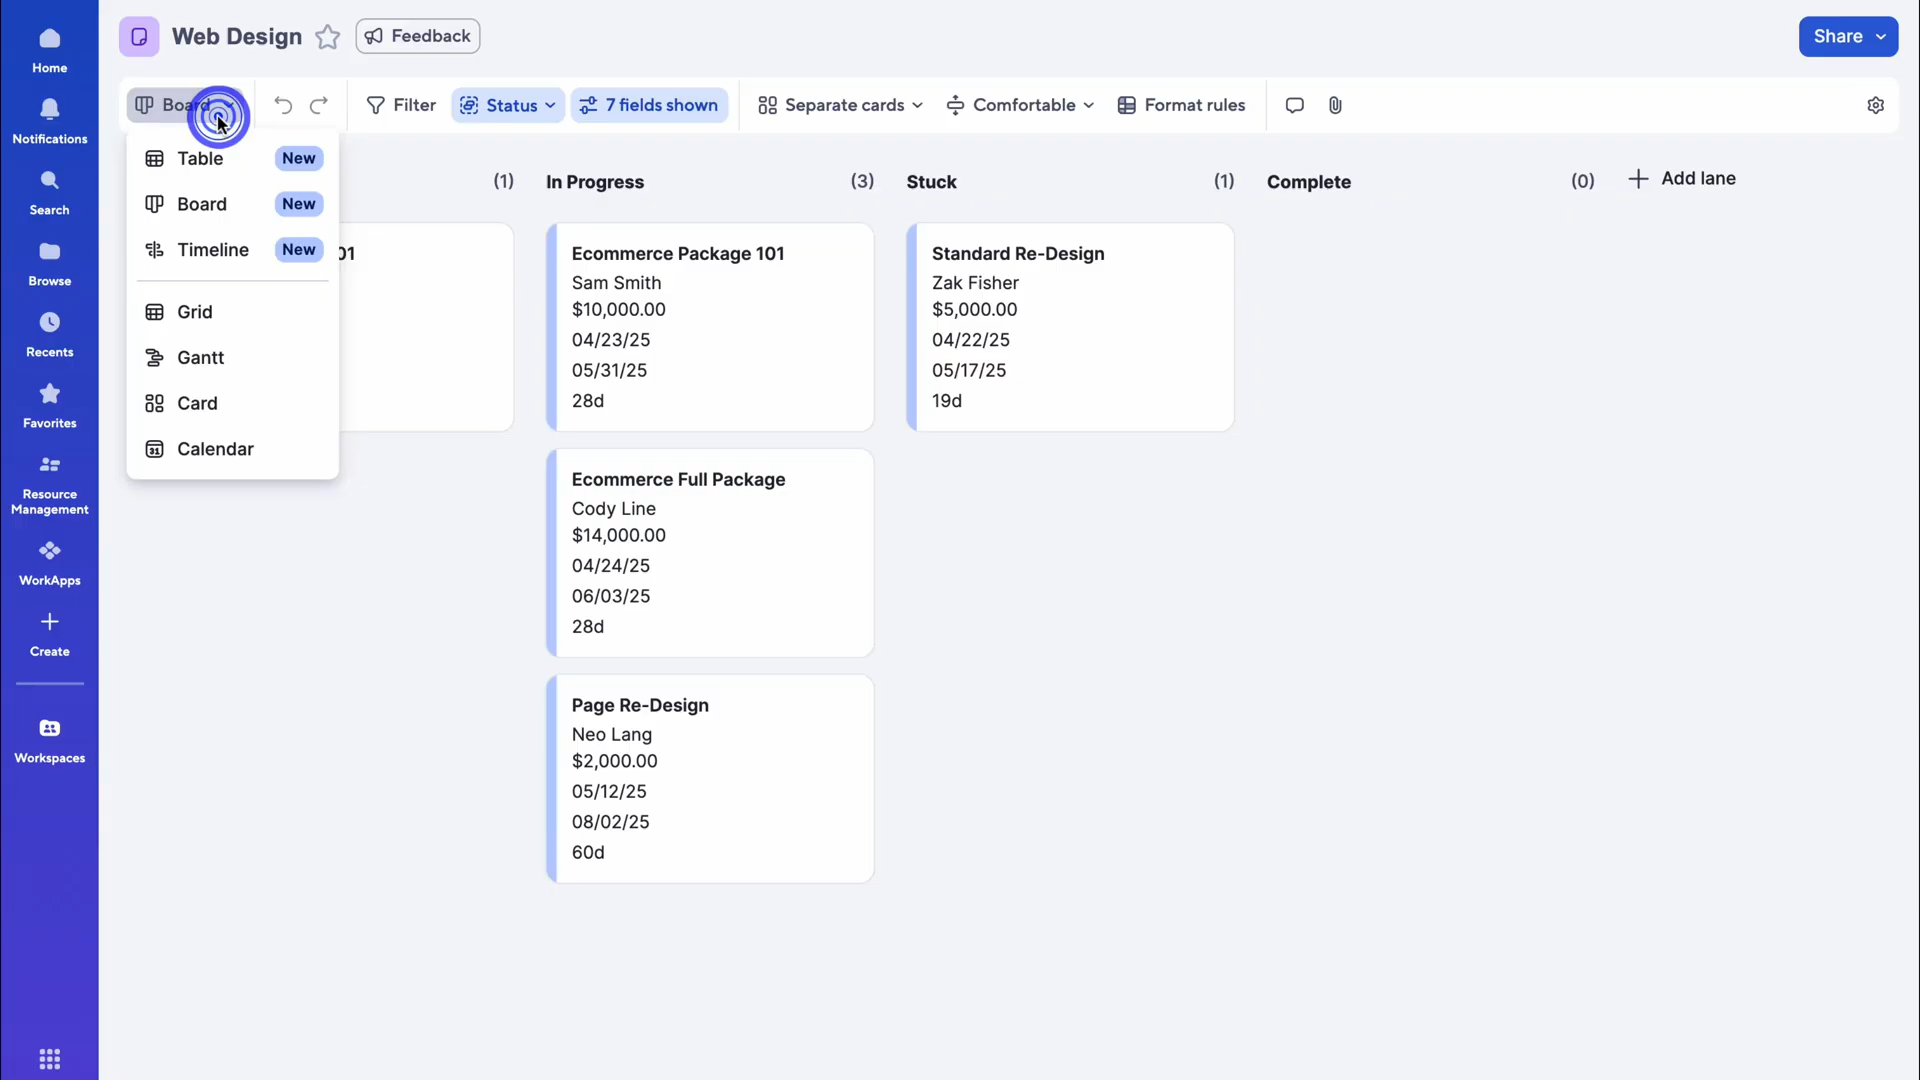 Home
Notifications
Search
Browse
Recents
Favorites
Resource
Management
WorkApps
Create
Workspaces
Web Design
Feedback
Share
Board
Filter
Status
7 fields shown
Separate cards
Comfortable
Format rules
Table New
Board New
Timeline New
Grid
Gantt
Card
31 Calendar
(1)
01
In Progress (3)
Ecommerce Package 101
Sam Smith
$10,000.00
04/23/25
05/31/25
28d
Ecommerce Full Package
Cody Line
$14,000.00
04/24/25
06/03/25
28d
Page Re-Design
Neo Lang
$2,000.00
05/12/25
08/02/25
60d
Stuck (1)
Standard Re-Design
Zak Fisher
$5,000.00
04/22/25
05/17/25
19d
Complete (0)
Add lane